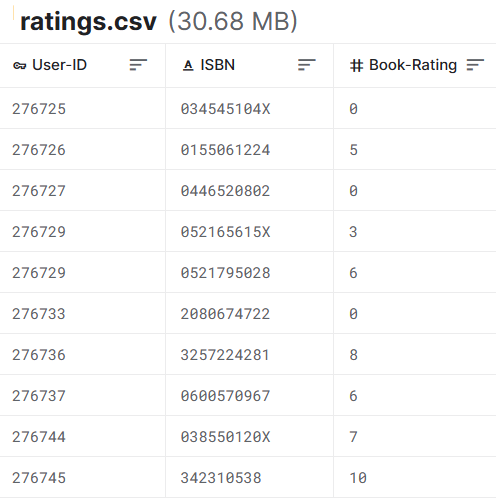 ratings.csv (30.68 MB)
User-ID ISBN # Book-Rating
276725 034545104X 0
276726 0155061224 5
276727 0446520802 0
276729 052165615X 3
276729 0521795028 6
276733 2080674722 0
276736 3257224281 8
276737 0600570967 6
276744 038550120X 7
276745 342310538 10